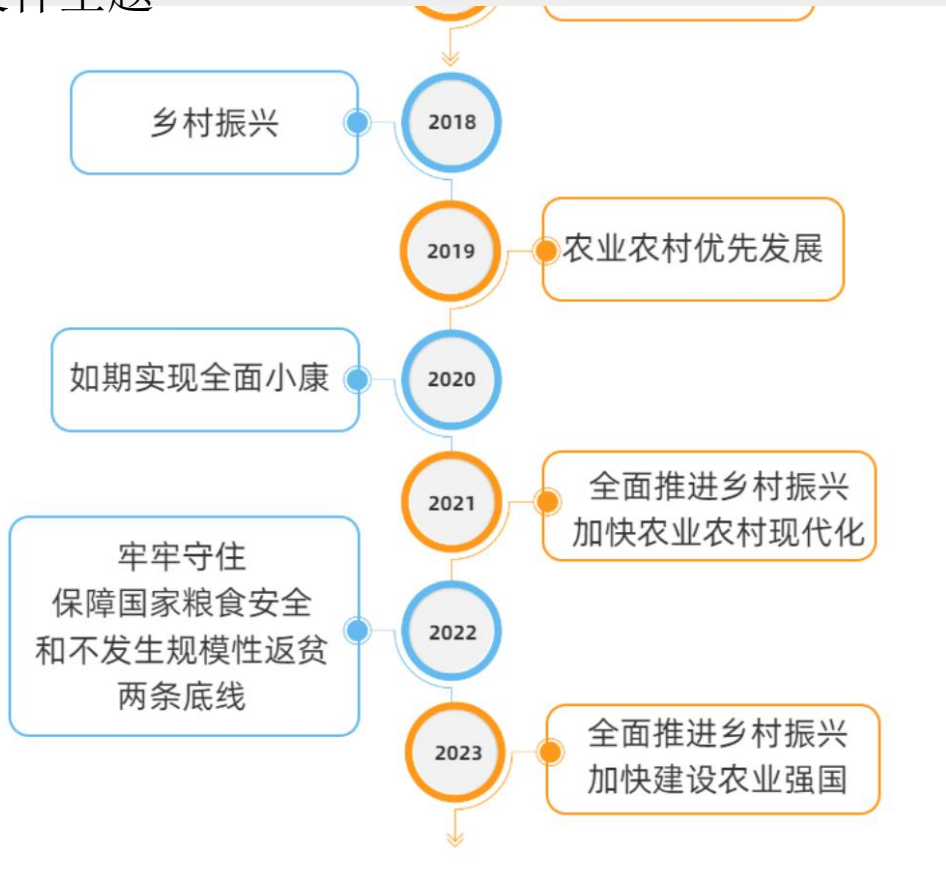 2018
乡村振兴
2019
农业农村优先发展
2020
如期实现全面小康
2021
全面推进乡村振兴
加快农业农村现代化
2022
牢牢守住
保障国家粮食安全
和不发生规模性返贫
两条底线
2023
全面推进乡村振兴
加快建设农业强国